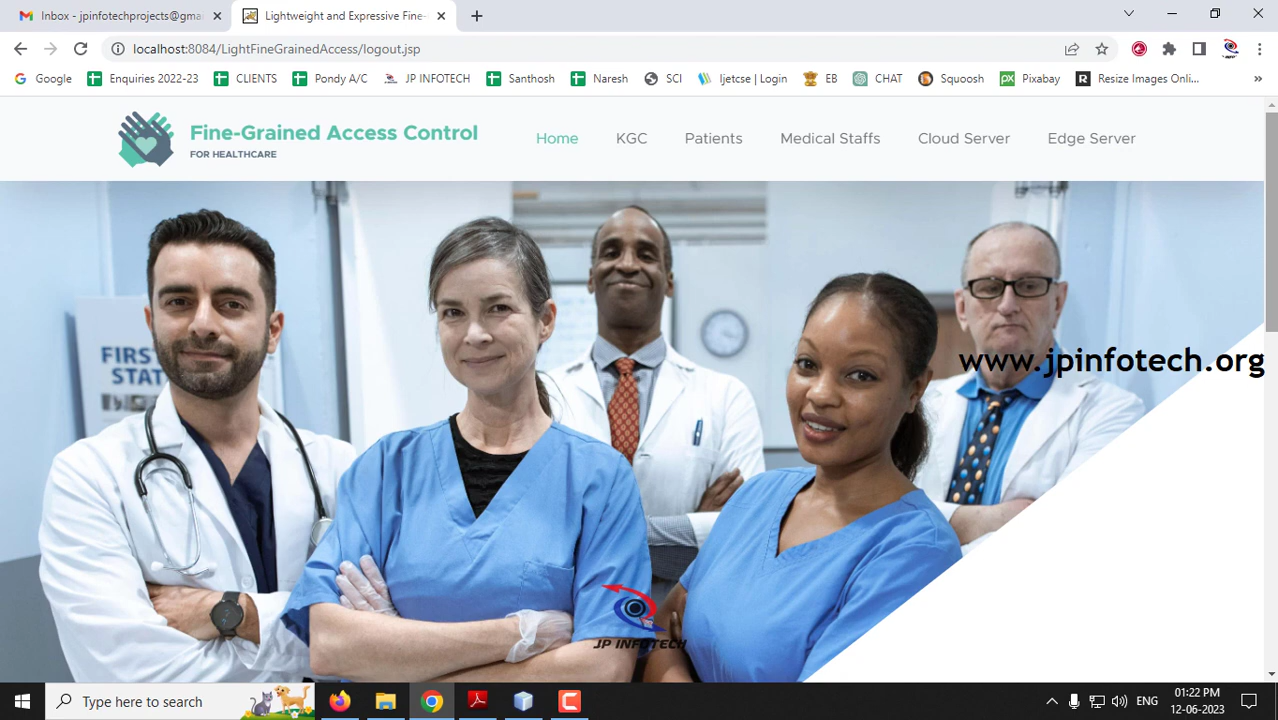 Inbox - jpinfotechprojects@gma
Lightweight and Expressive Fine-
localhost:8084/LightFineGrainedAccess/logout.jsp
Google
Enquiries 2022-23
CLIENTS
Pondy A/C
JP INFOTECH
Santhosh
Naresh
SCI
Ijetcse | Login
EB
CHAT
Squoosh
px
Pixabay
R
Resize Images Onli...
»
Fine-Grained Access Control
FOR HEALTHCARE
Home
KGC
Patients
Medical Staffs
Cloud Server
Edge Server
FIRS
STAT
www.jpinfotech.org
JP INFOTECH
Type here to search
ENG
01:22 PM
12-06-2023